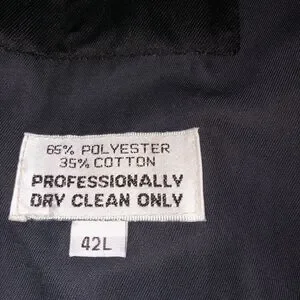 65% POLYESTER
35% COTTON
PROFESSIONALLY
DRY CLEAN ONLY
42L